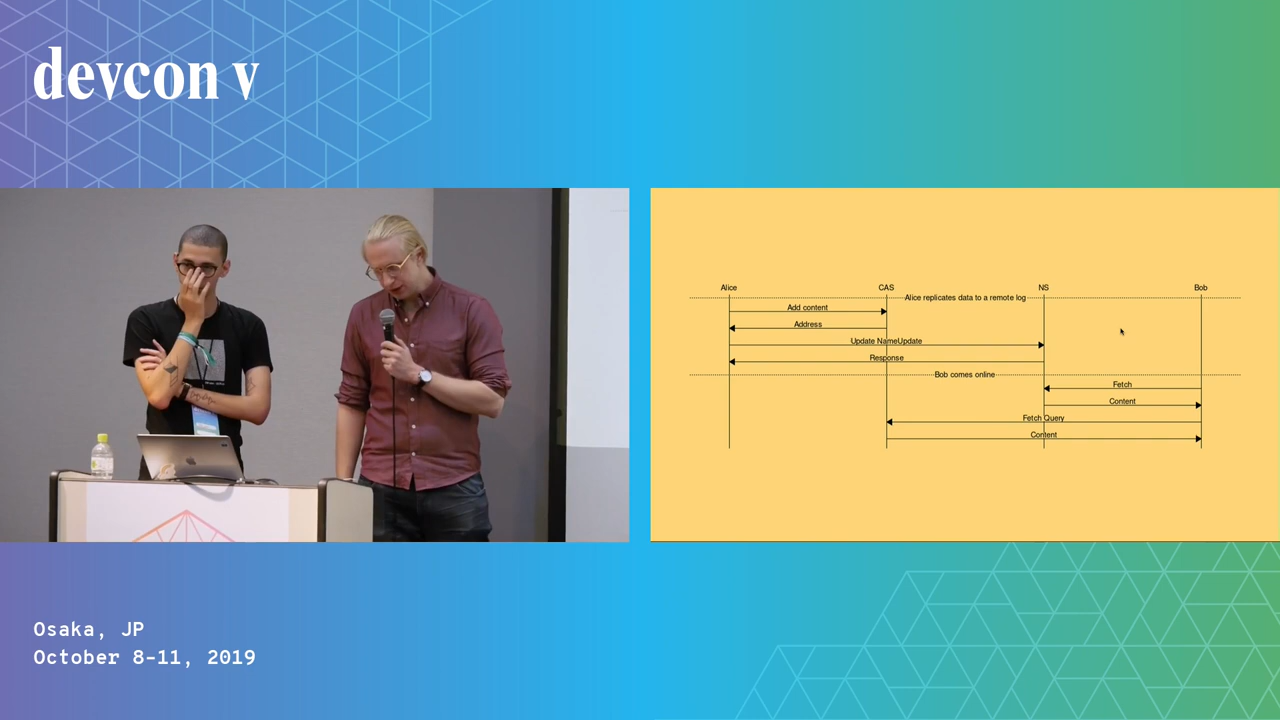 devcon v
Alice CAS NS Bob
Alice replicates data to a remote log
Add content
Address
Update NameUpdate
Response
Bob comes online
Fetch
Content
Fetch Query
Content
Osaka, JP
October 8-11, 2019